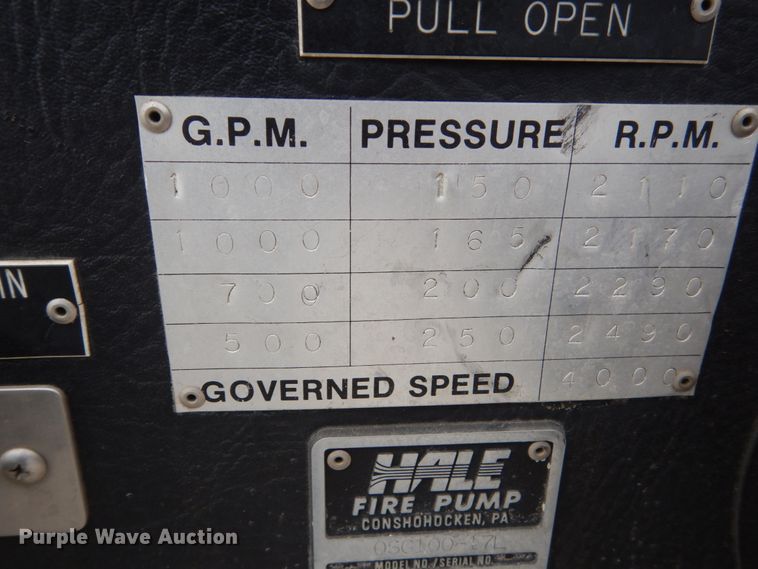 PULL OPEN
G.P.M. PRESSURE R.P.M.
1000 150 2110
1000 165 2170
700 200 2290
500 250 2490
GOVERNED SPEED 4000
IN
HALE
FIRE PUMP
CONSHOHOCKEN, PA
MODEL NO./SERIAL NO.
Purple Wave Auction